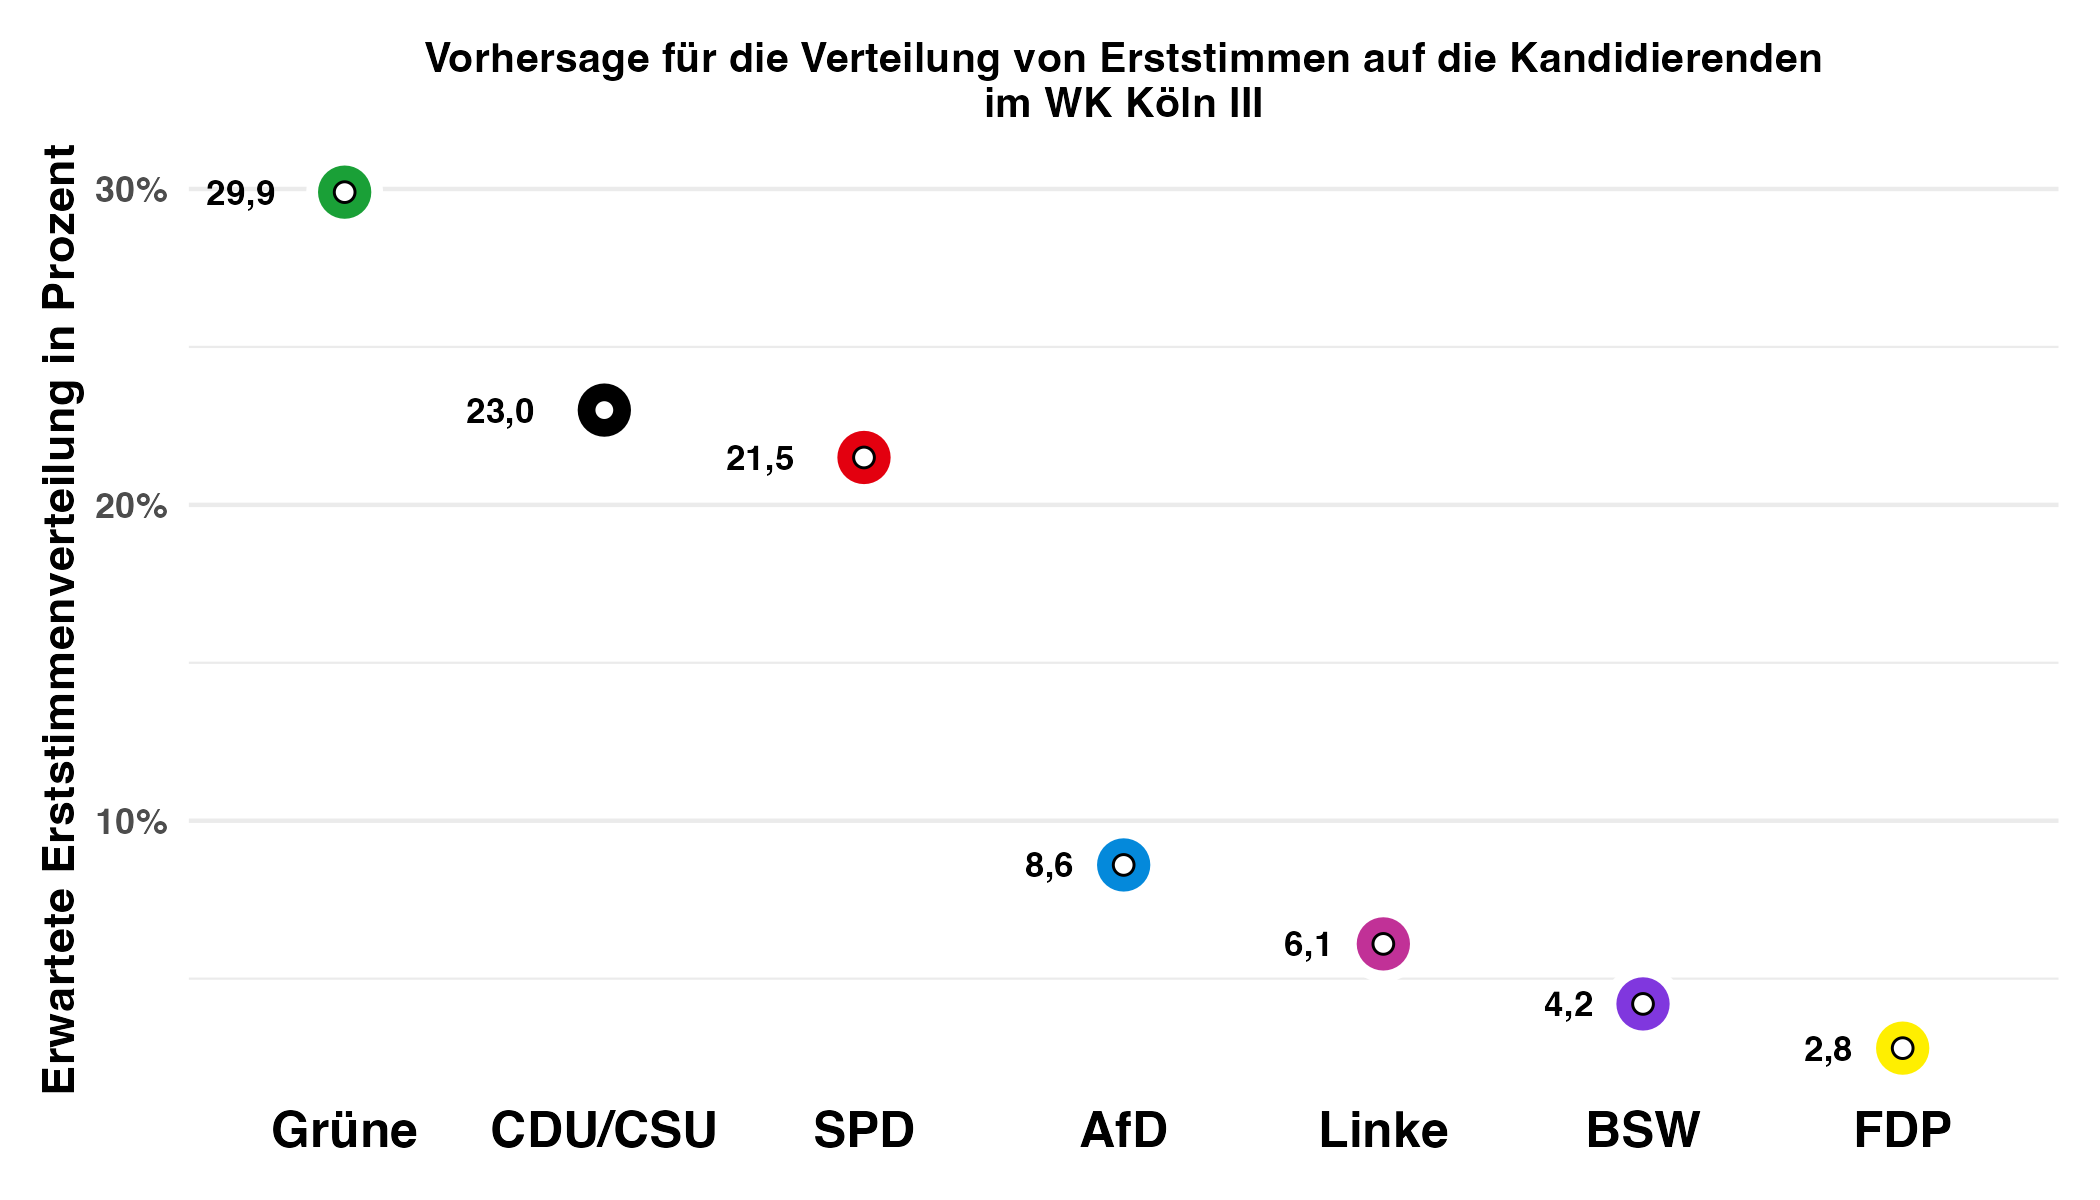 Vorhersage für die Verteilung von Erststimmen auf die Kandidierenden
im WK Köln III
Erwartete Erststimmenverteilung in Prozent
30%
20%
10%
29,9
23,0
21,5
8,6
6,1
4,2
2,8
Grüne
CDU/CSU
SPD
AfD
Linke
BSW
FDP